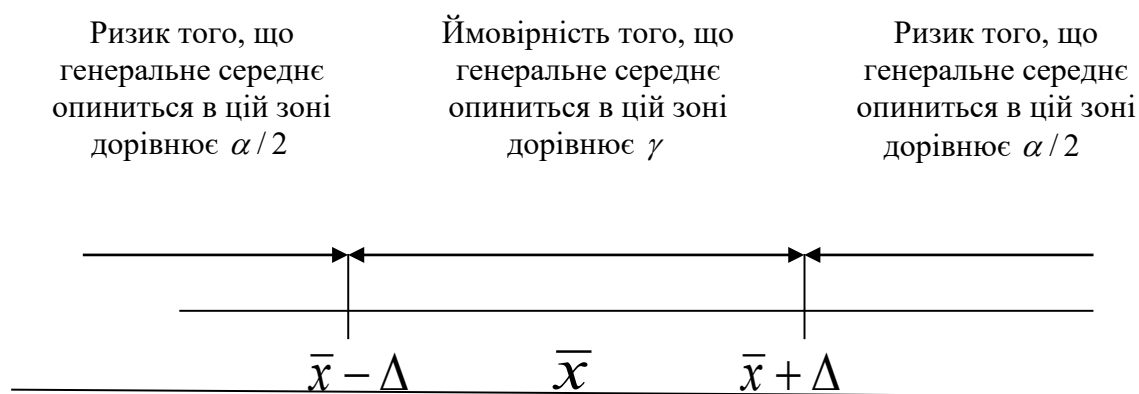 Ризик того, що
генеральне середнє
опиниться в цій зоні
дорівнює α / 2
Ймовірність того, що
генеральне середнє
опиниться в цій зоні
дорівнює γ
Ризик того, що
генеральне середнє
опиниться в цій зоні
дорівнює α / 2
x̅ − Δ
x̅
x̅ + Δ